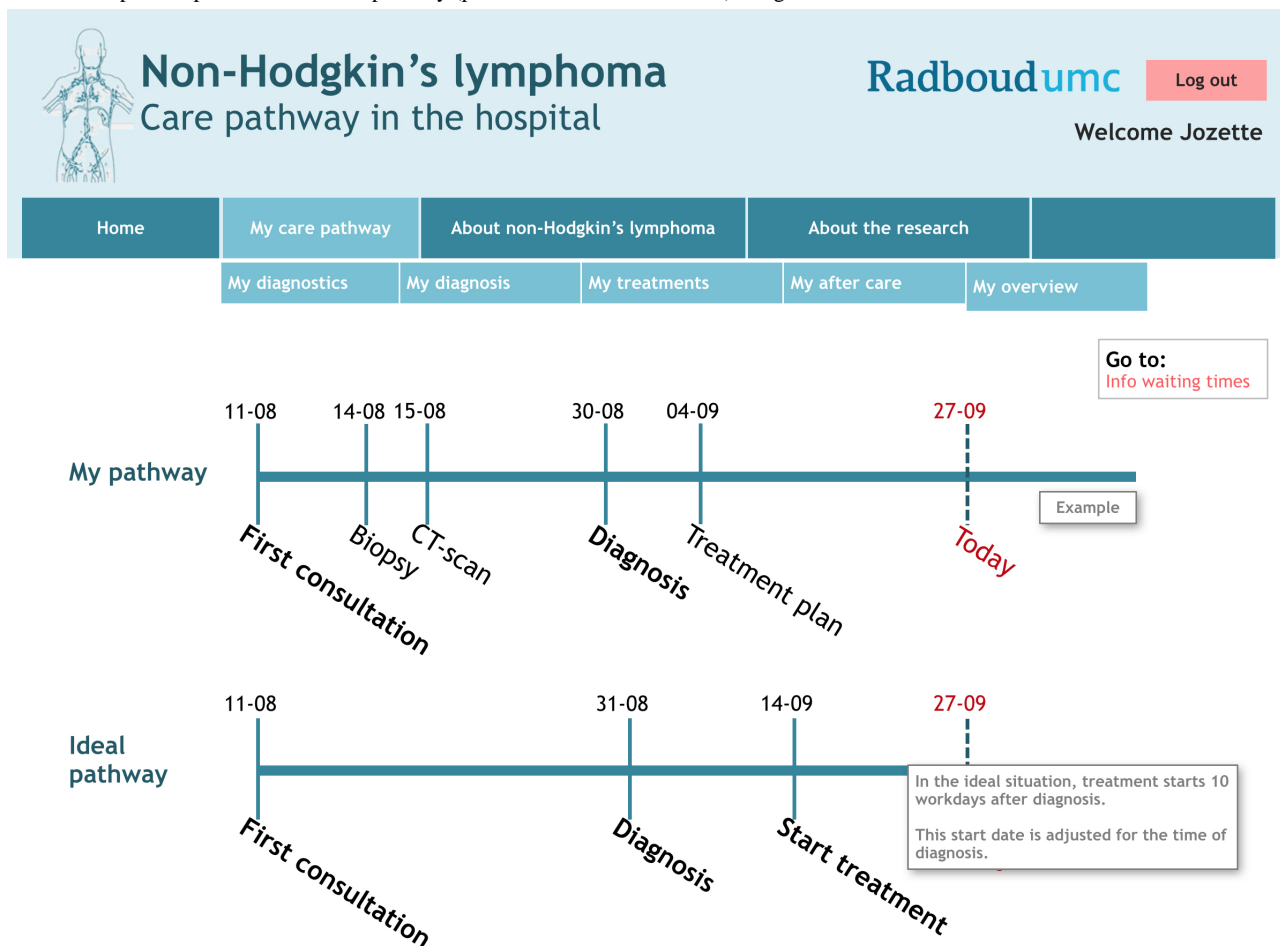 Non-Hodgkin's lymphoma
Care pathway in the hospital
Radboudumc
Log out
Welcome Jozette
Home
My care pathway
About non-Hodgkin's lymphoma
About the research
My diagnostics
My diagnosis
My treatments
My after care
My overview
Go to:
Info waiting times
11-08
14-08
15-08
30-08
04-09
27-09
My pathway
Example
First consultation
Biopsy
CT-scan
Diagnosis
Treatment plan
Today
11-08
31-08
14-09
27-09
Ideal
pathway
In the ideal situation, treatment starts 10
workdays after diagnosis.
This start date is adjusted for the time of
diagnosis.
First consultation
Diagnosis
Start treatment